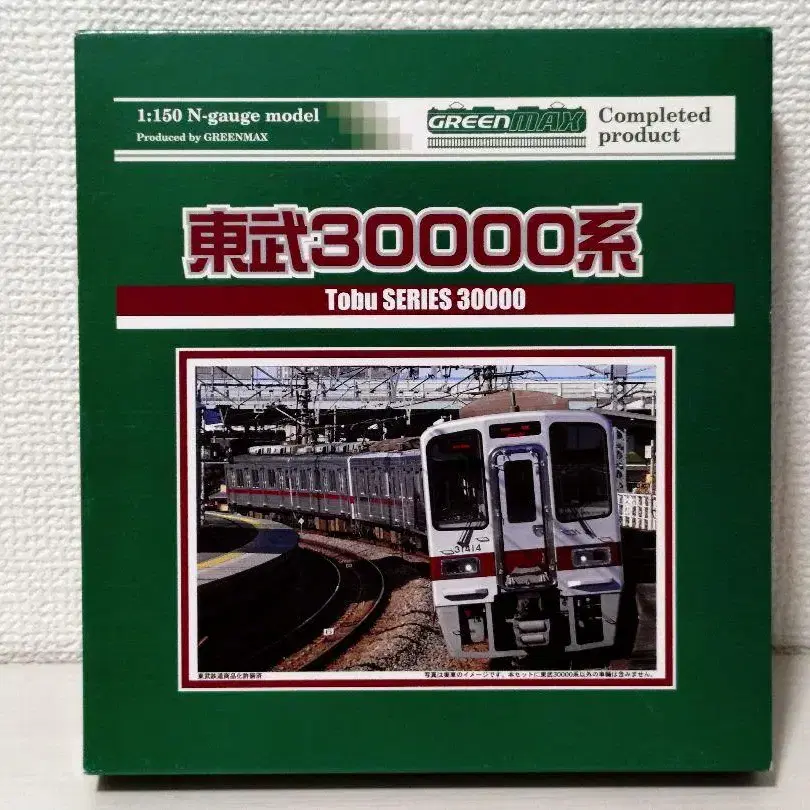 1:150 N-gauge model
Produced by GREENMAX
GREENMAX
Completed
product
東武30000系
Tobu SERIES 30000
31414
東武鉄道商品化許諾済
写真は実車のイメージです。本セットに東武30000系以外の車輌は含みません。